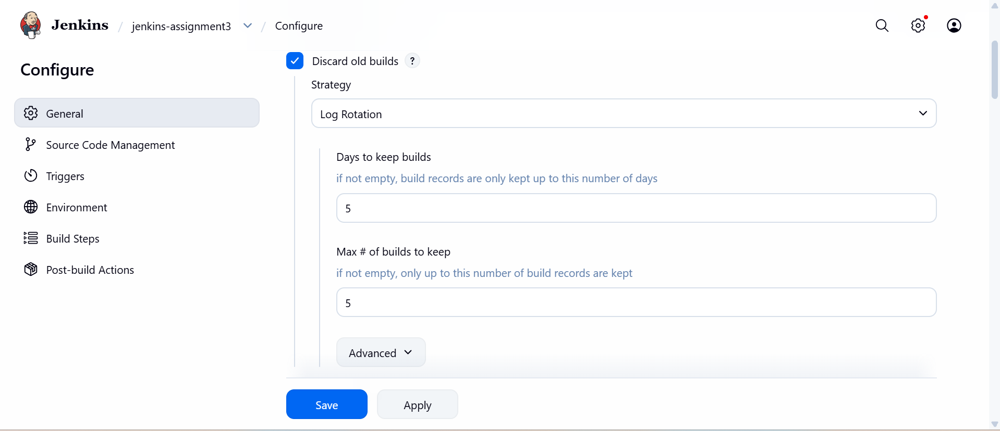 Jenkins / jenkins-assignment3 / Configure
Configure
General
Source Code Management
Triggers
Environment
Build Steps
Post-build Actions
Discard old builds ?
Strategy
Log Rotation
Days to keep builds
if not empty, build records are only kept up to this number of days
5
Max # of builds to keep
if not empty, only up to this number of build records are kept
5
Advanced
Save
Apply